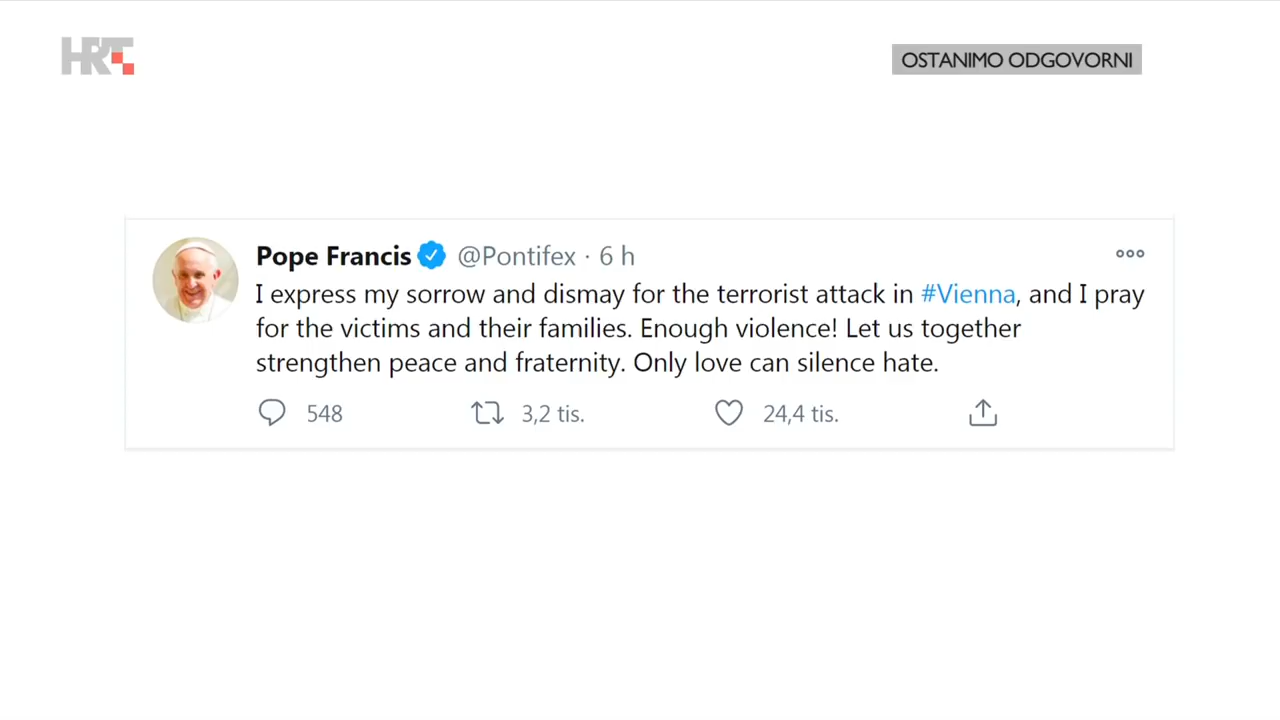 HRT
OSTANIMO ODGOVORNI
Pope Francis @Pontifex · 6 h
I express my sorrow and dismay for the terrorist attack in #Vienna, and I pray
for the victims and their families. Enough violence! Let us together
strengthen peace and fraternity. Only love can silence hate.
548 3,2 tis. 24,4 tis.